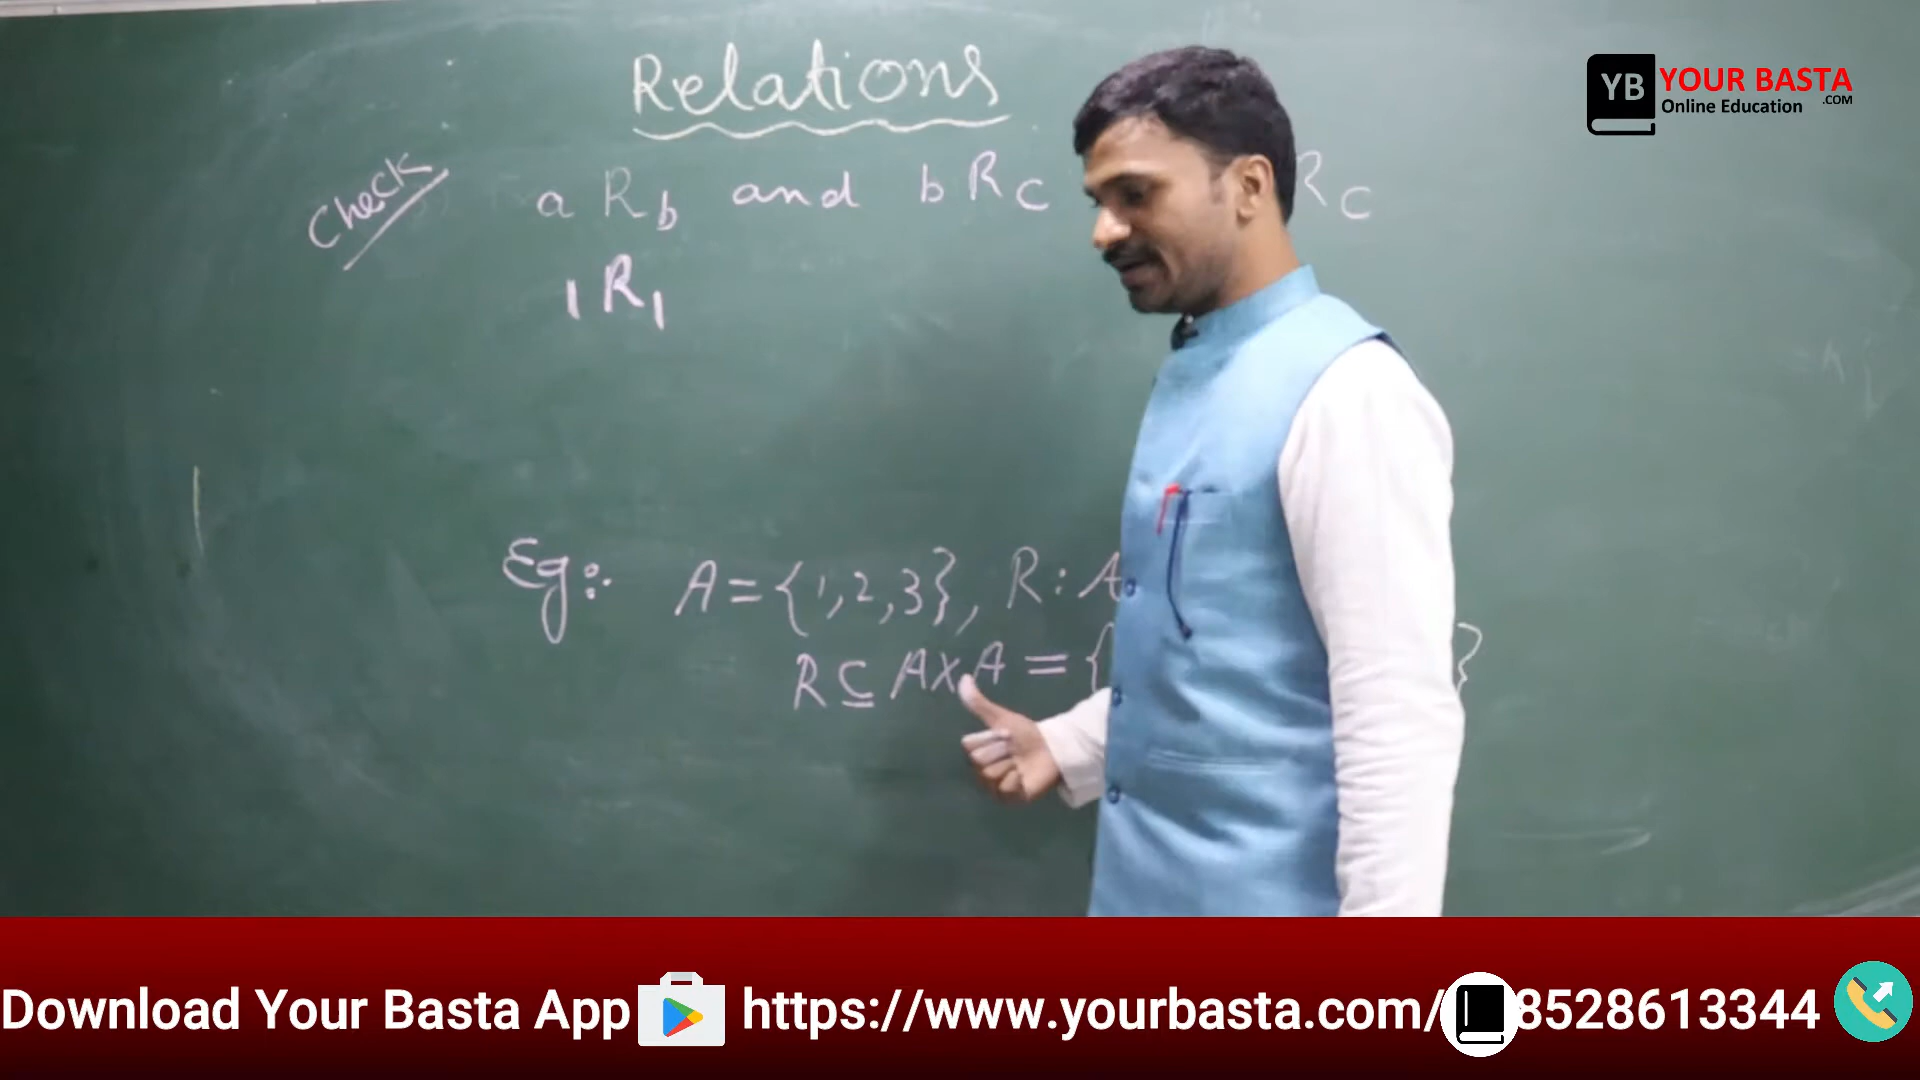 Relations
YB YOUR BASTA
.COM
Online Education
Check
a R b and b R c R c
1 R 1
Eg:. A = {1,2,3}, R : A
R ⊆ A×A = { }
Download Your Basta App https://www.yourbasta.com/ 8528613344